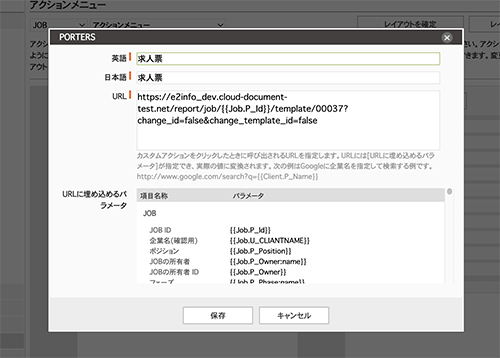 アクションメニュー
JOB
アクションメニュー
レイアウトを確定
PORTERS
英語
求人票
日本語
求人票
URL
https://e2info_dev.cloud-document-
test.net/report/job/{{Job.P_Id}}/template/00037?
change_id=false&change_template_id=false
カスタムアクションをクリックしたときに呼び出されるURLを指定します。URLには[URLに埋め込めるパラ
メータ]が指定でき、実際の値に変換されます。次の例はGoogleに企業名を指定して検索する例です。
http://www.google.com/search?q={{Client.P_Name}}
URLに埋め込めるパ
ラメータ
項目名称 パラメータ
JOB
JOB ID {{Job.P_Id}}
企業名(確認用) {{Job.U_CLIANTNAME}}
ポジション {{Job.P_Position}}
JOBの所有者 {{Job.P_Owner:name}}
JOBの所有者 ID {{Job.P_Owner}}
フェーズ {{Job.P_Phase:name}}
保存
キャンセル